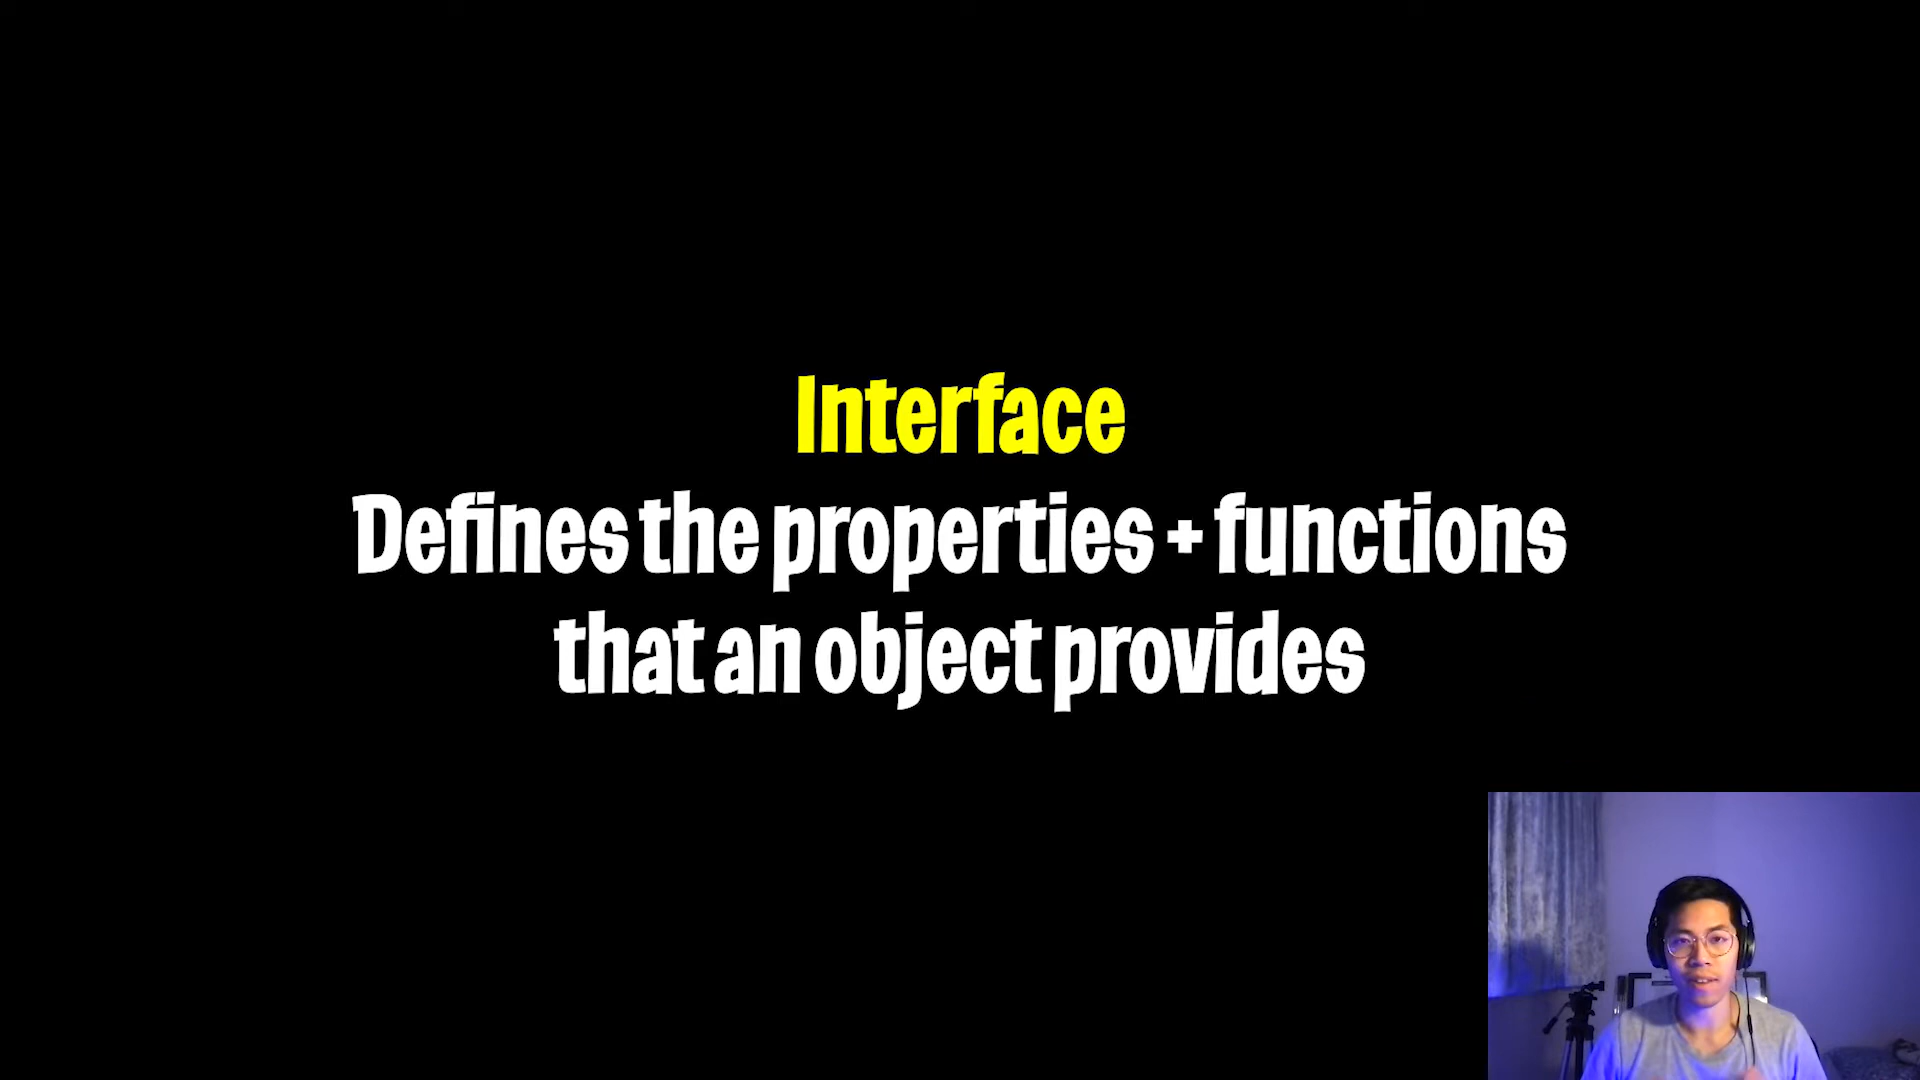 Interface
Defines the properties + functions
that an object provides